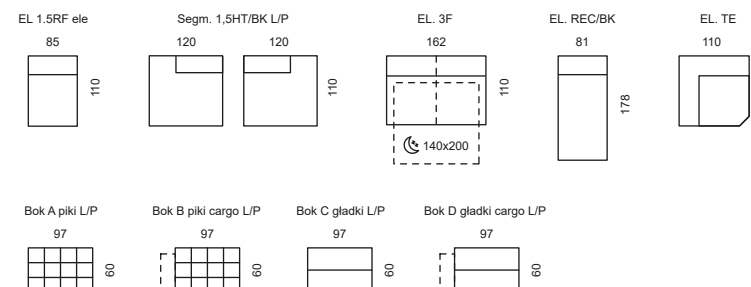 EL 1.5RF ele Segm. 1,5HT/BK L/P EL. 3F EL. REC/BK EL. TE
85 120 120 162 81 110
110 110 110 178
140x200
Bok A piki L/P Bok B piki cargo L/P Bok C gładki L/P Bok D gładki cargo L/P
97 97 97 97
60 60 60 60